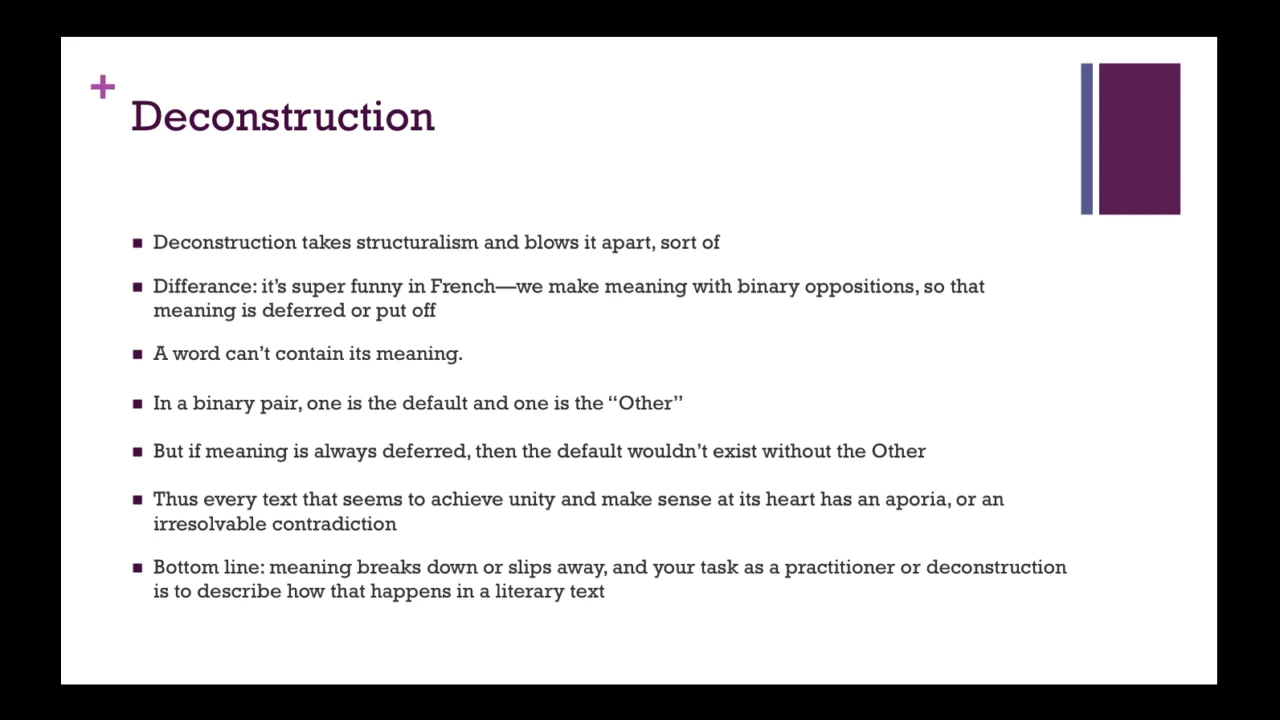 +
Deconstruction
■ Deconstruction takes structuralism and blows it apart, sort of
■ Differance: it’s super funny in French—we make meaning with binary oppositions, so that
meaning is deferred or put off
■ A word can’t contain its meaning.
■ In a binary pair, one is the default and one is the “Other”
■ But if meaning is always deferred, then the default wouldn’t exist without the Other
■ Thus every text that seems to achieve unity and make sense at its heart has an aporia, or an
irresolvable contradiction
■ Bottom line: meaning breaks down or slips away, and your task as a practitioner or deconstruction
is to describe how that happens in a literary text